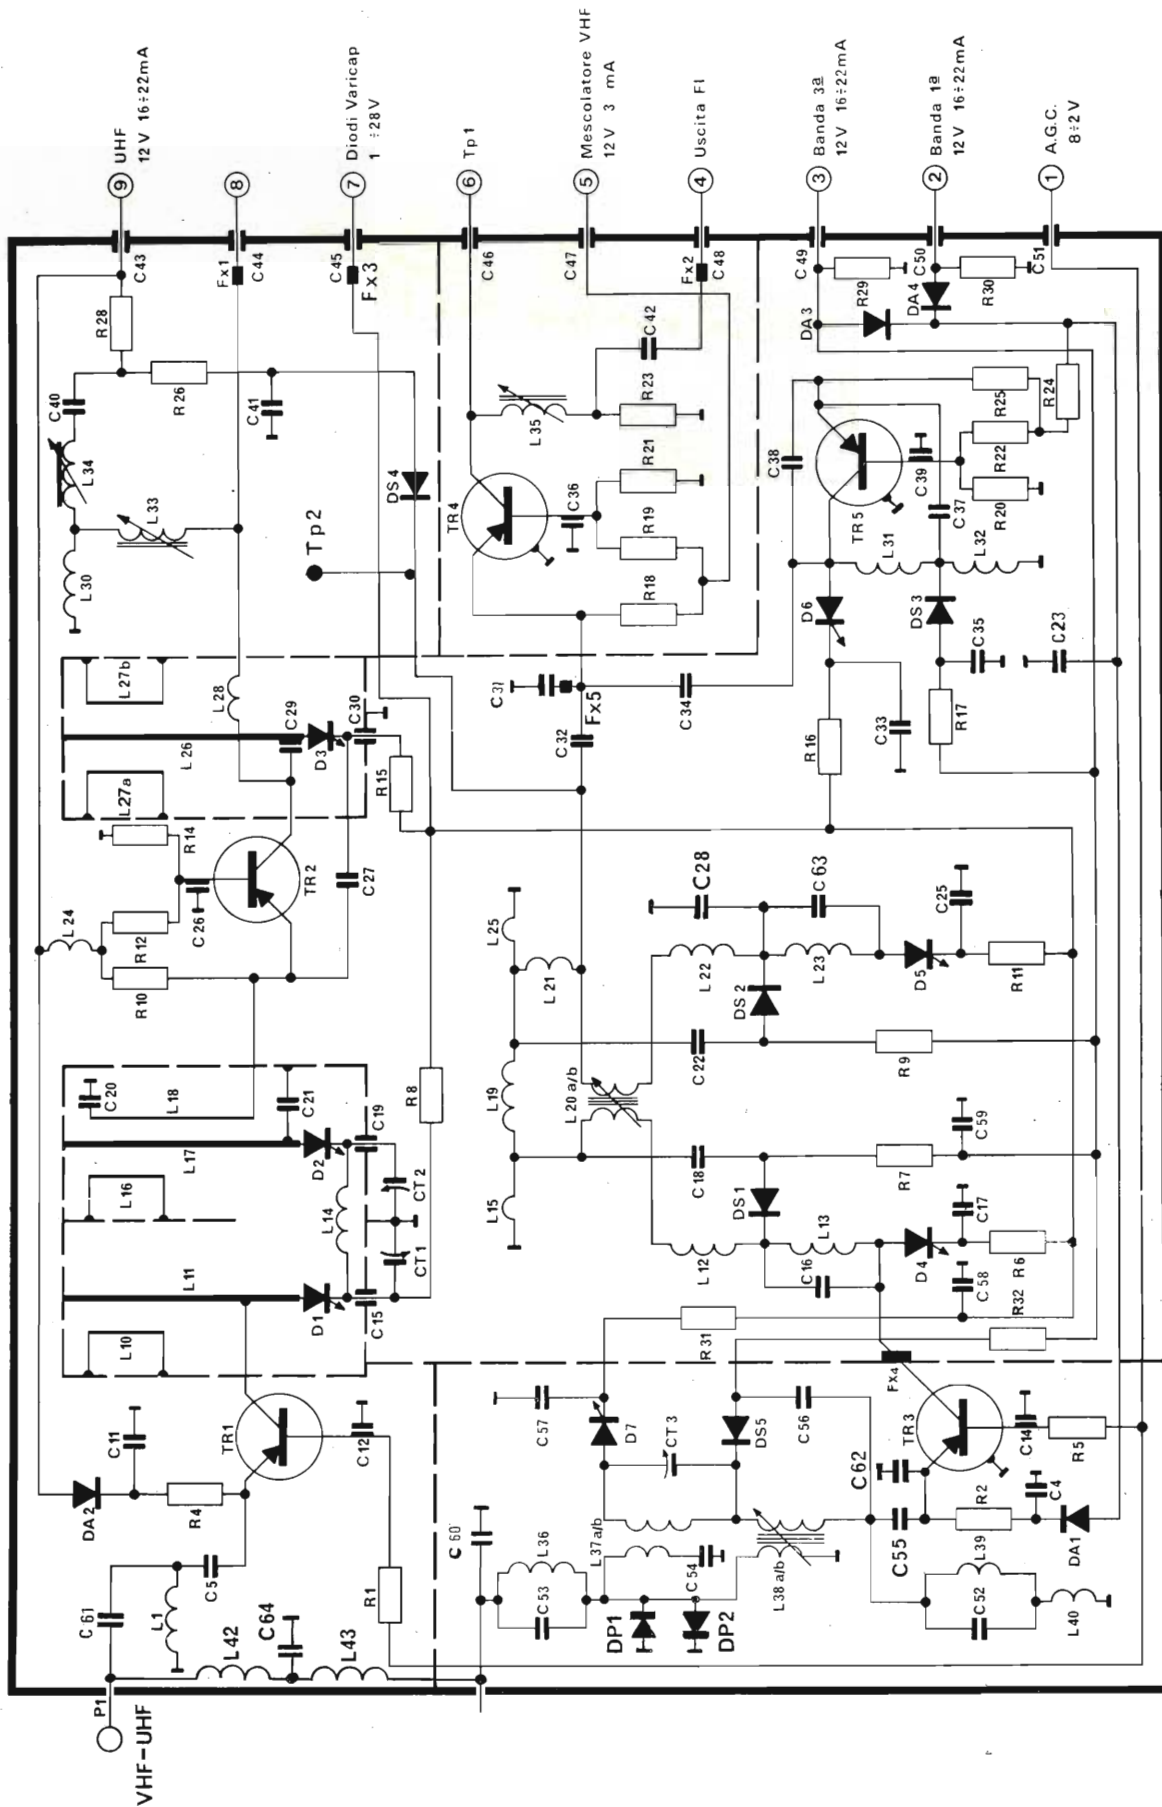 VHF-UHF
P1
C61
L1
L42
C64
L43
C5
R1
DA2
C11
R4
TR1
C12
L10
L11
D1
C15
CT1
L14
L16
L17
D2
CT2
C19
C20
L18
C21
R8
L24
R10
R12
C26
R14
TR2
C27
L27a
L26
L27b
C29
D3
C30
R15
L28
L30
L33
L34
C40
R28
R26
C41
Tp2
DS4
C43
9 UHF
12V 16÷22mA
Fx1
C44
8
C45
Fx3
7 Diodi Varicap
1 ÷28V
C46
6 Tp1
C47
5 Mescolatore VHF
12V 3 mA
Fx2
C48
4 Uscita FI
TR4
C36
L35
C42
R23
R21
R19
R18
C31
Fx5
C32
C34
L15
L19
L25
L21
L20 a/b
L12
L22
C18
C22
DS1
DS2
C28
C63
L13
L23
C16
D4
D5
C17
C25
R7
R9
C59
R6
R11
C58
R32
R31
C60
L36
C53
L37a/b
C54
DP1
DP2
L38 a/b
C57
D7
CT3
DS5
C56
C62
C55
TR3
Fx4
C14
R5
R2
C4
DA1
L39
C52
L40
R16
C33
R17
D6
DS3
C35
C23
L31
L32
C37
C38
TR5
C39
R20
R22
R25
R24
DA3
R29
DA4
R30
C49
3 Banda 3ª
12V 16÷22mA
C50
2 Banda 1ª
12V 16÷22mA
C51
1 A.G.C.
8÷2V